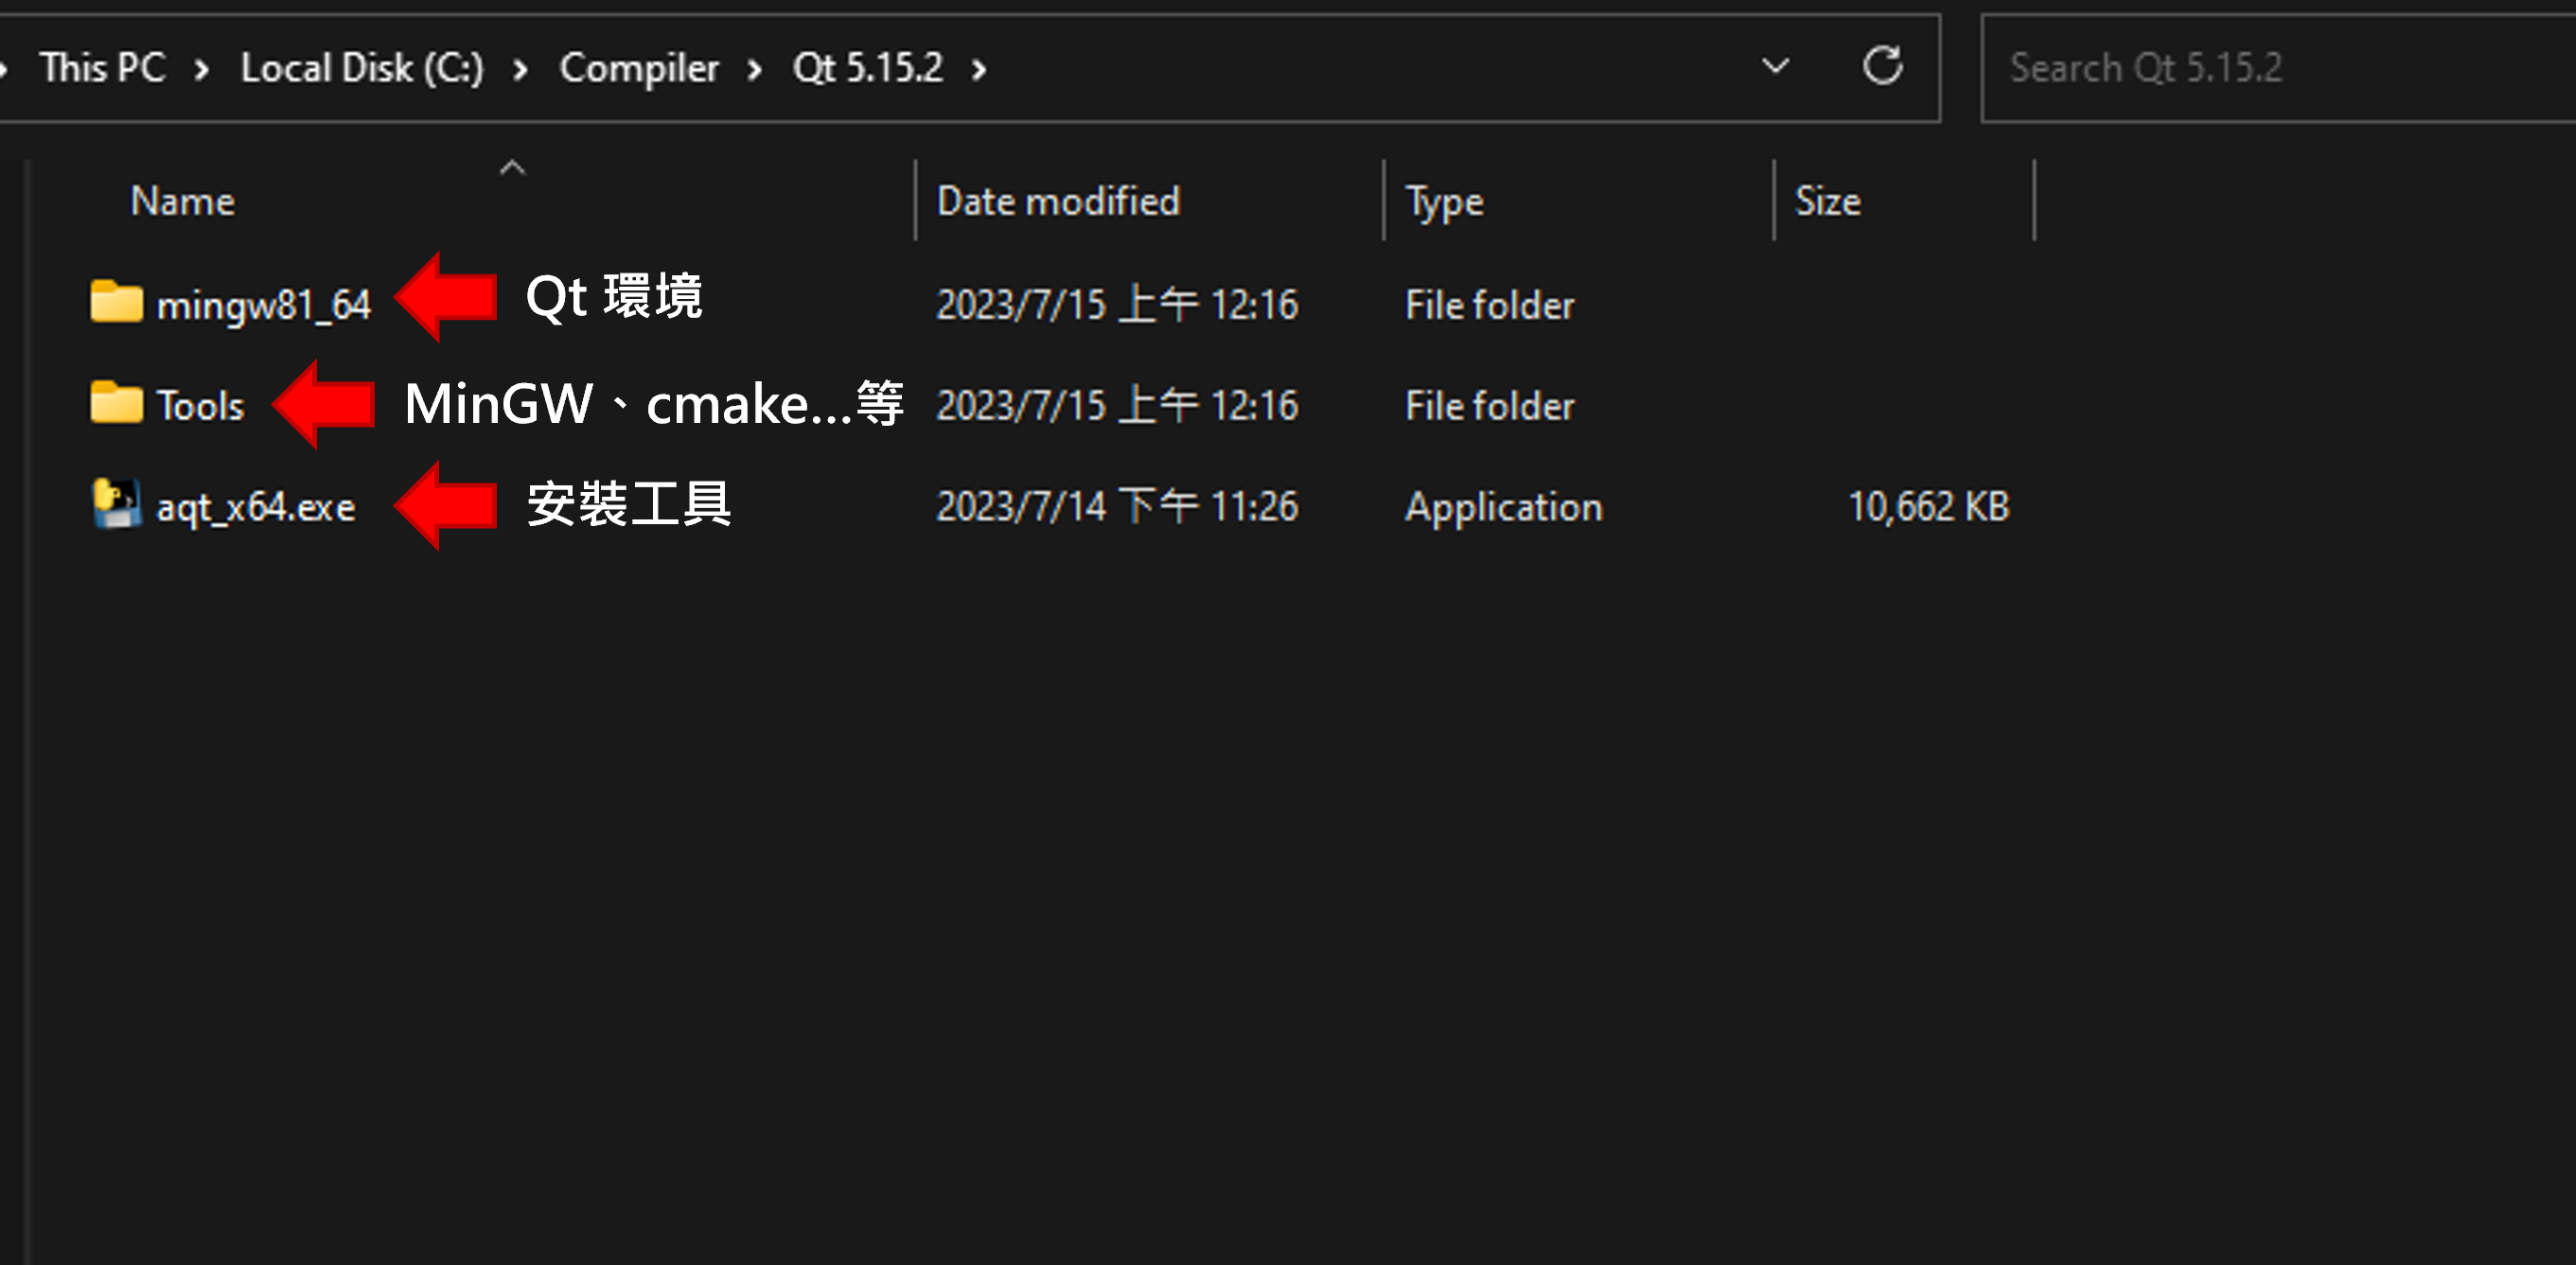 This PC > Local Disk (C:) > Compiler > Qt 5.15.2 > Search Qt 5.15.2
Name Date modified Type Size
mingw81_64 Qt 環境 2023/7/15 上午 12:16 File folder
Tools MinGW、cmake...等 2023/7/15 上午 12:16 File folder
aqt_x64.exe 安裝工具 2023/7/14 下午 11:26 Application 10,662 KB